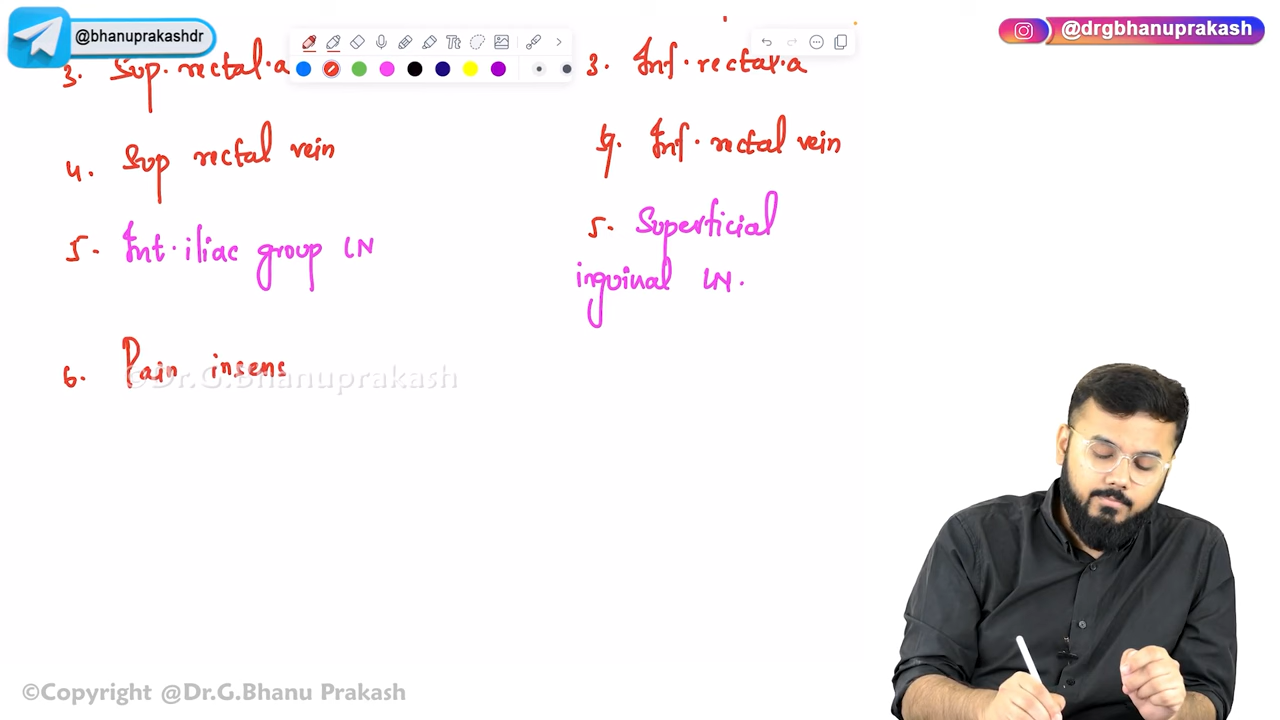 @bhanuprakashdr
@drgbhanuprakash
3. Sup. rectal.a
3. Inf. rectal.a
4. Sup rectal vein
4. Inf. rectal vein
5. Int. iliac group LN
5. Superficial
inguinal LN.
6. Pain insens
©Dr.G.Bhanuprakash
©Copyright @Dr.G.Bhanu Prakash